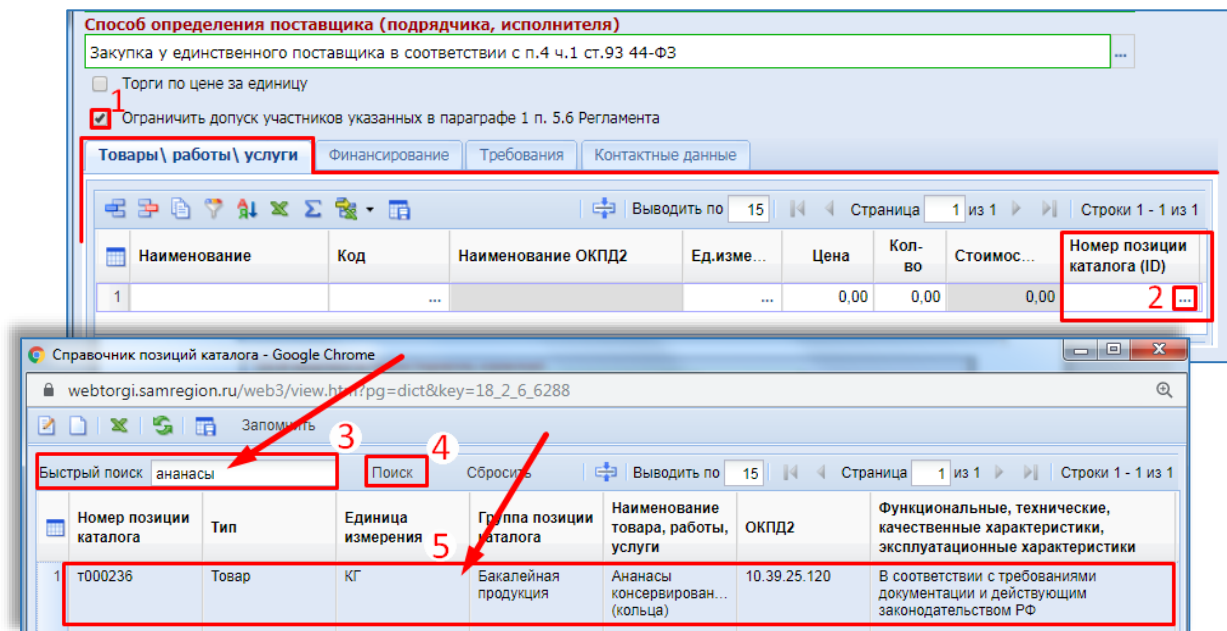 Способ определения поставщика (подрядчика, исполнителя)
Закупка у единственного поставщика в соответствии с п.4 ч.1 ст.93 44-ФЗ ...
Торги по цене за единицу
1
Ограничить допуск участников указанных в параграфе 1 п. 5.6 Регламента
Товары\ работы\ услуги Финансирование Требования Контактные данные
Выводить по 15 Страница 1 из 1 Строки 1 - 1 из 1
Наименование Код Наименование ОКПД2 Ед.изме... Цена Кол-во Стоимос... Номер позиции каталога (ID)
1 ... ... 0,00 0,00 0,00 2 ...
Справочник позиций каталога - Google Chrome
webtorgi.samregion.ru/web3/view.htm?pg=dict&key=18_2_6_6288
Запомнить
3 4
Быстрый поиск ананасы Поиск Сбросить Выводить по 15 Страница 1 из 1 Строки 1 - 1 из 1
Номер позиции каталога Тип Единица измерения Группа позиции каталога Наименование товара, работы, услуги ОКПД2 Функциональные, технические, качественные характеристики, эксплуатационные характеристики
5
1 т000236 Товар КГ Бакалейная продукция Ананасы консервирован... (кольца) 10.39.25.120 В соответствии с требованиями документации и действующим законодательством РФ